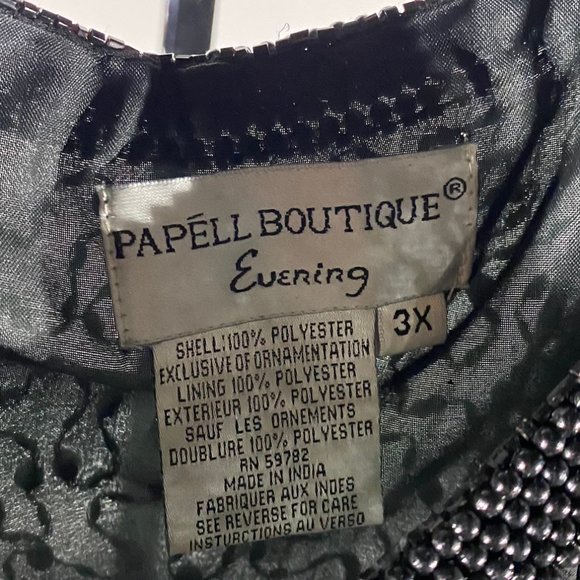 PAPÉLL BOUTIQUE®
Evening
3X
SHELL:100% POLYESTER
EXCLUSIVE OF ORNAMENTATION
LINING 100% POLYESTER
EXTERIEUR 100% POLYESTER
SAUF LES ORNEMENTS
DOUBLURE 100% POLYESTER
RN 59782
MADE IN INDIA
FABRIQUER AUX INDES
SEE REVERSE FOR CARE
INSTURCTIONS AU VERSO